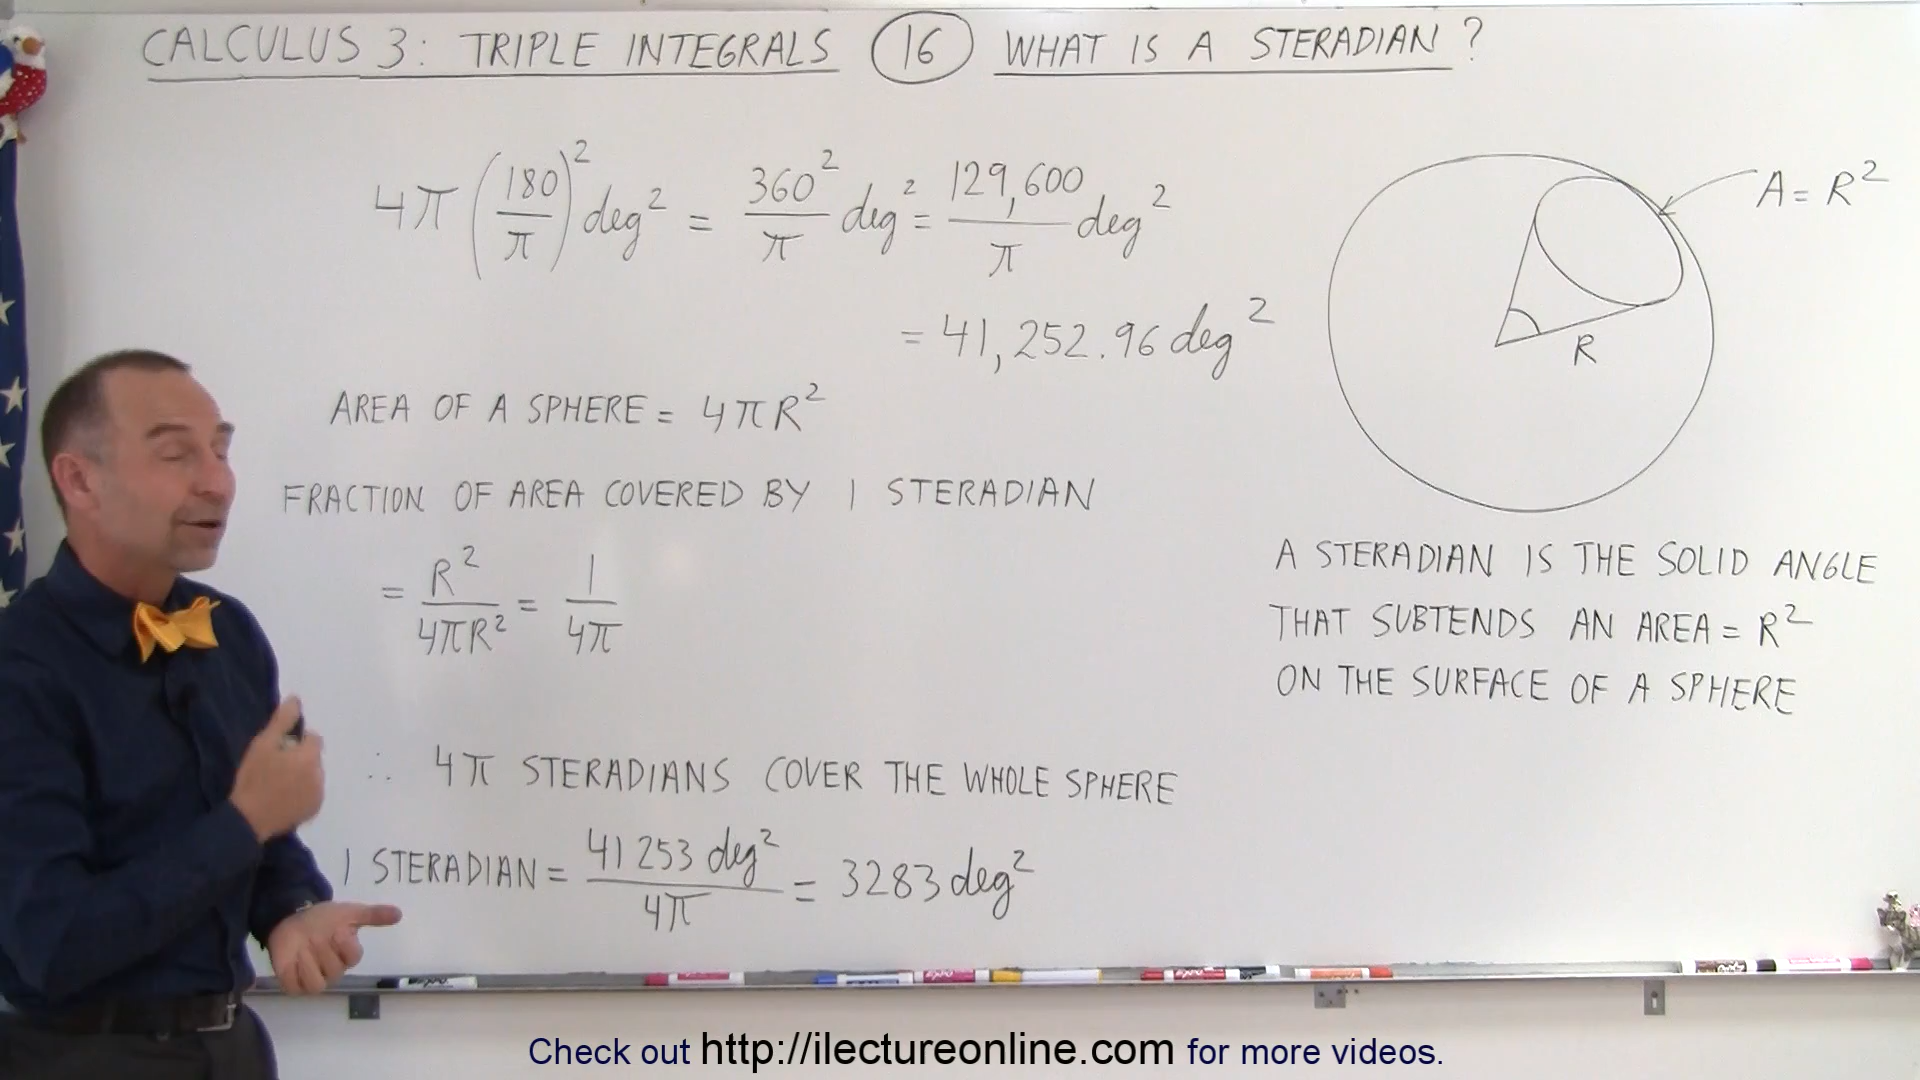 CALCULUS 3: TRIPLE INTEGRALS 16 WHAT IS A STERADIAN?
4π (180/π)² deg² = 360²/π deg² = 129,600/π deg²
= 41,252.96 deg²
A = R²
R
AREA OF A SPHERE = 4πR²
FRACTION OF AREA COVERED BY 1 STERADIAN
= R²/4πR² = 1/4π
A STERADIAN IS THE SOLID ANGLE
THAT SUBTENDS AN AREA = R²
ON THE SURFACE OF A SPHERE
∴ 4π STERADIANS COVER THE WHOLE SPHERE
1 STERADIAN = 41253 deg²/4π = 3283 deg²
Check out http://ilectureonline.com for more videos.